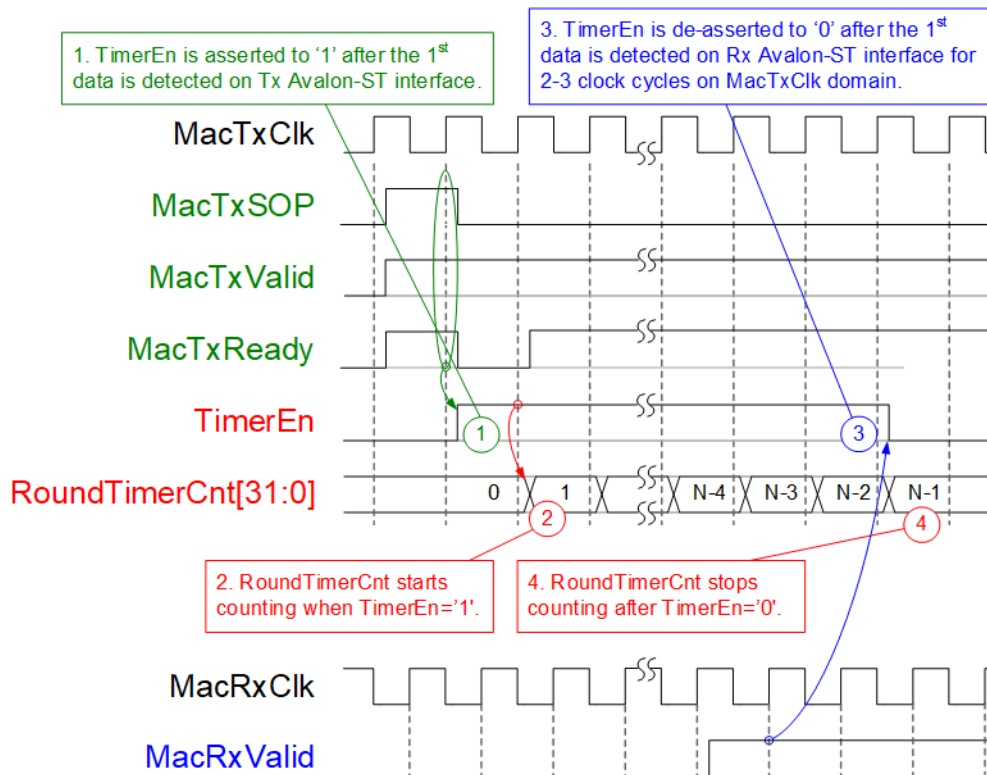 1. TimerEn is asserted to ‘1’ after the 1st
data is detected on Tx Avalon-ST interface.
3. TimerEn is de-asserted to ‘0’ after the 1st
data is detected on Rx Avalon-ST interface for
2-3 clock cycles on MacTxClk domain.
MacTxClk
MacTxSOP
MacTxValid
MacTxReady
TimerEn
1
3
RoundTimerCnt[31:0]
0
1
N-4
N-3
N-2
N-1
2
4
2. RoundTimerCnt starts
counting when TimerEn=‘1’.
4. RoundTimerCnt stops
counting after TimerEn=‘0’.
MacRxClk
MacRxValid